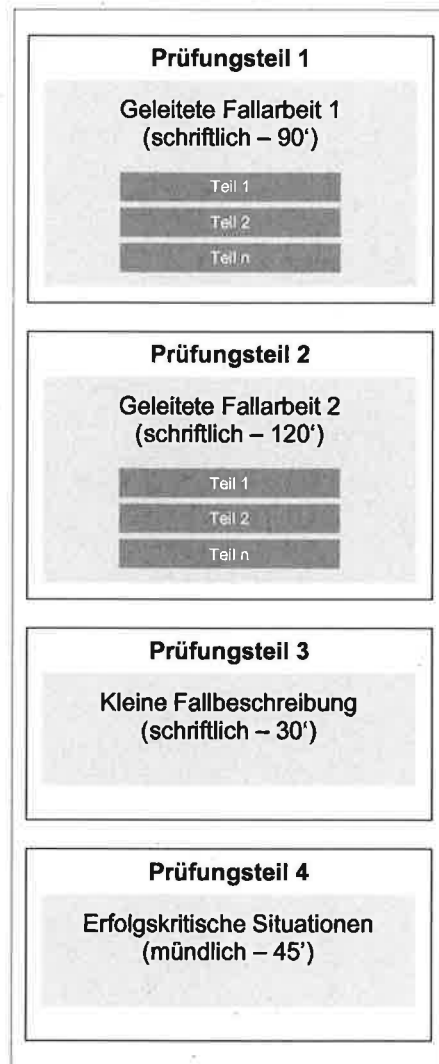 Prüfungsteil 1
Geleitete Fallarbeit 1
(schriftlich – 90‘)
Teil 1
Teil 2
Teil n
Prüfungsteil 2
Geleitete Fallarbeit 2
(schriftlich – 120‘)
Teil 1
Teil 2
Teil n
Prüfungsteil 3
Kleine Fallbeschreibung
(schriftlich – 30‘)
Prüfungsteil 4
Erfolgskritische Situationen
(mündlich – 45’)